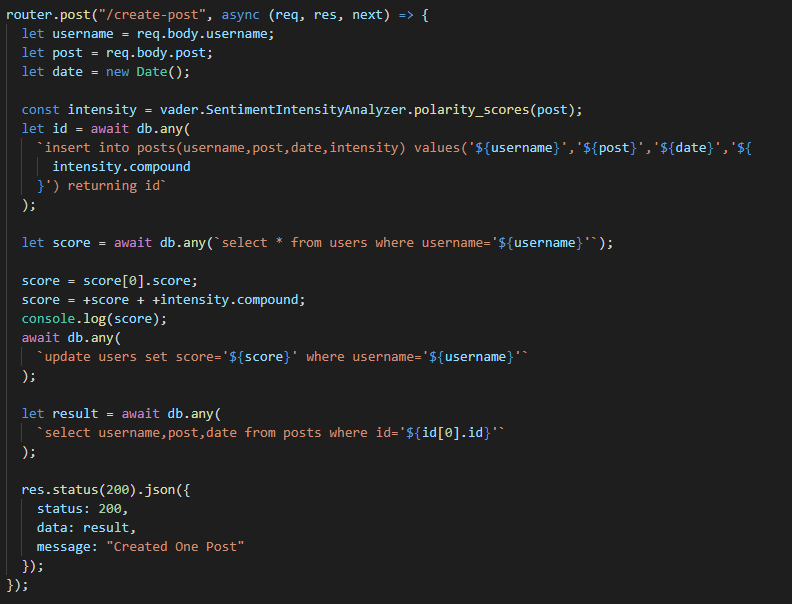 router.post("/create-post", async (req, res, next) => {
  let username = req.body.username;
  let post = req.body.post;
  let date = new Date();

  const intensity = vader.SentimentIntensityAnalyzer.polarity_scores(post);
  let id = await db.any(
    `insert into posts(username,post,date,intensity) values('${username}','${post}','${date}','${
      intensity.compound
    }') returning id`
  );

  let score = await db.any(`select * from users where username='${username}'`);

  score = score[0].score;
  score = +score + +intensity.compound;
  console.log(score);
  await db.any(
    `update users set score='${score}' where username='${username}'`
  );

  let result = await db.any(
    `select username,post,date from posts where id='${id[0].id}'`
  );

  res.status(200).json({
    status: 200,
    data: result,
    message: "Created One Post"
  });
});